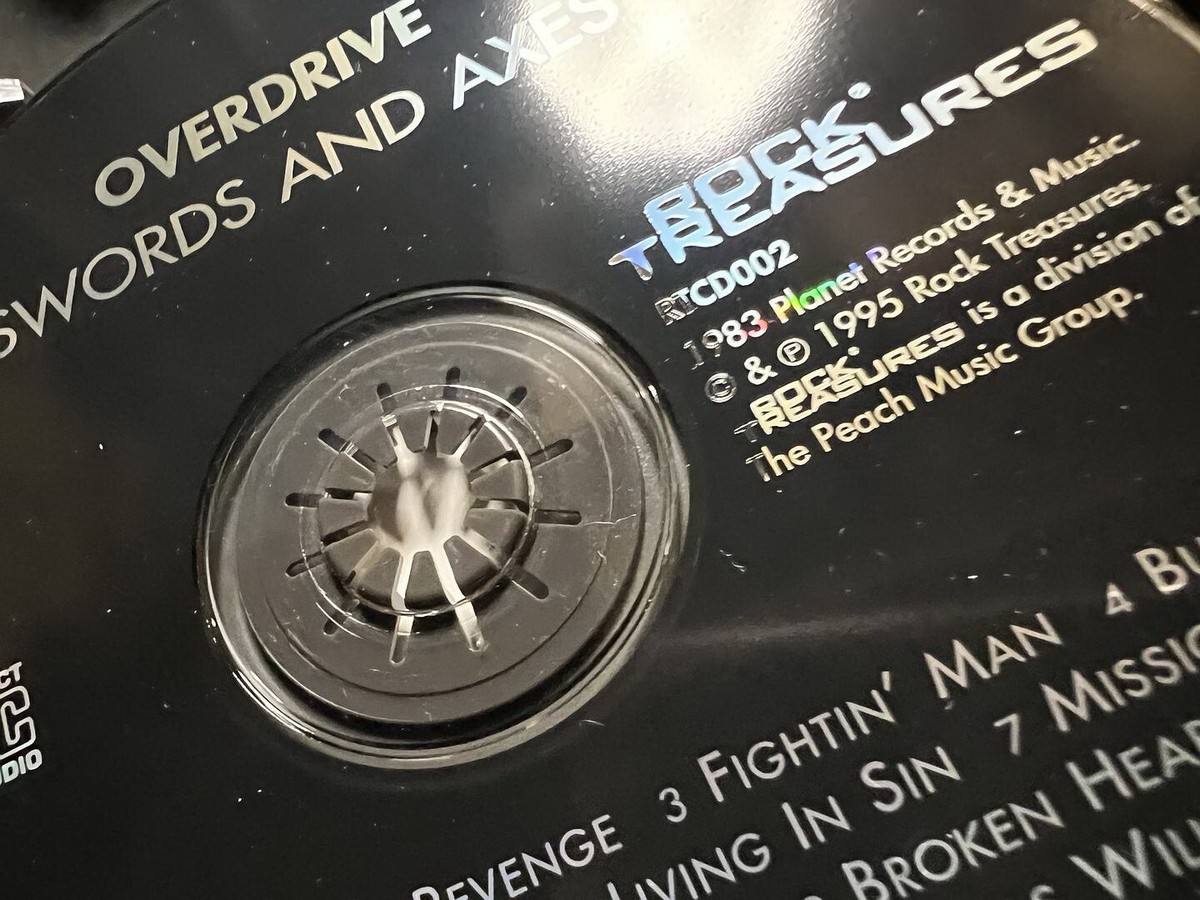 OVERDRIVE
SWORDS AND AXES
ROCK
TREASURES
RTCD002
1983 Planet Records & Music.
© & ℗ 1995 Rock Treasures.
ROCK TREASURES is a division of
The Peach Music Group.
REVENGE 3 FIGHTIN' MAN 4
LIVING IN SIN 7
BROKEN